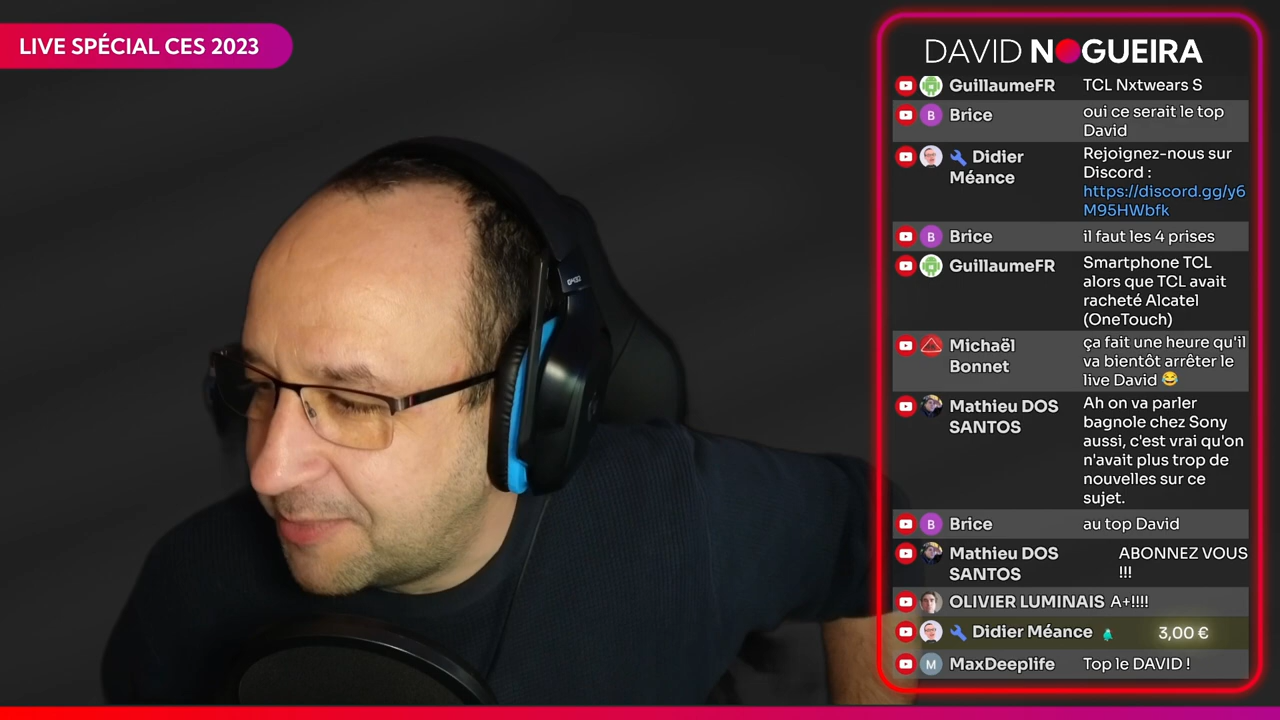 LIVE SPÉCIAL CES 2023
DAVID NOGUEIRA
GuillaumeFR TCL Nxtwears S
B Brice oui ce serait le top
David
Didier Rejoignez-nous sur
Méance Discord :
https://discord.gg/y6
M95HWbfk
B Brice il faut les 4 prises
GuillaumeFR Smartphone TCL
alors que TCL avait
racheté Alcatel
(OneTouch)
Michaël ça fait une heure qu'il
Bonnet va bientôt arrêter le
live David 😂
Mathieu DOS Ah on va parler
SANTOS bagnole chez Sony
aussi, c'est vrai qu'on
n'avait plus trop de
nouvelles sur ce
sujet.
B Brice au top David
Mathieu DOS ABONNEZ VOUS
SANTOS !!!
OLIVIER LUMINAIS A+!!!!
Didier Méance 3,00 €
M MaxDeeplife Top le DAVID !